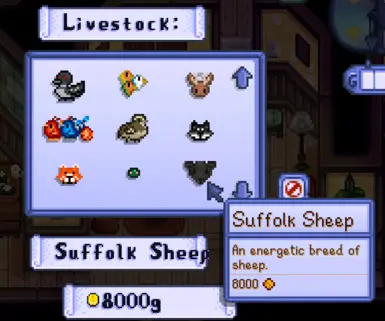 Livestock:
Suffolk Sheep
An energetic breed of
sheep.
8000
Suffolk Sheep
8000g